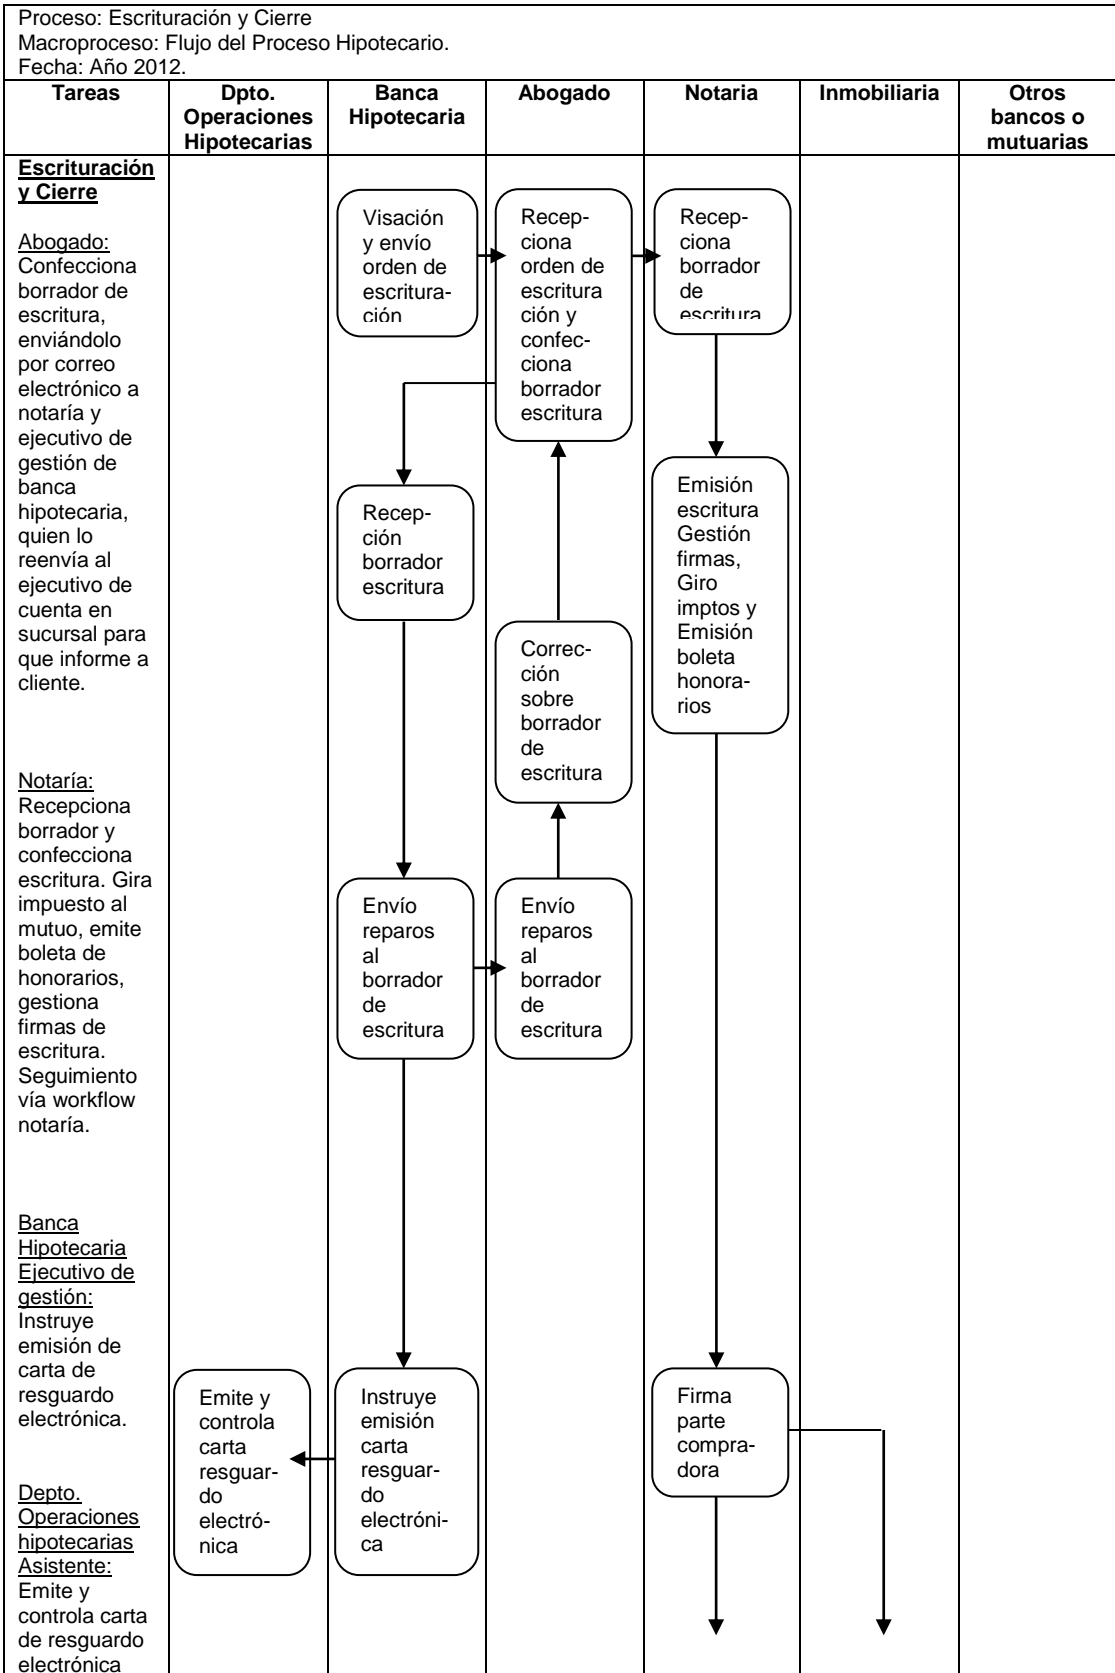 Proceso: Escrituración y Cierre
Macroproceso: Flujo del Proceso Hipotecario.
Fecha: Año 2012.
Tareas
Dpto.
Operaciones
Hipotecarias
Banca
Hipotecaria
Abogado
Notaria
Inmobiliaria
Otros
bancos o
mutuarias
Escrituración
y Cierre
Abogado:
Confecciona
borrador de
escritura,
enviándolo
por correo
electrónico a
notaría y
ejecutivo de
gestión de
banca
hipotecaria,
quien lo
reenvía al
ejecutivo de
cuenta en
sucursal para
que informe a
cliente.
Notaría:
Recepciona
borrador y
confecciona
escritura. Gira
impuesto al
mutuo, emite
boleta de
honorarios,
gestiona
firmas de
escritura.
Seguimiento
vía workflow
notaría.
Banca
Hipotecaria
Ejecutivo de
gestión:
Instruye
emisión de
carta de
resguardo
electrónica.
Depto.
Operaciones
hipotecarias
Asistente:
Emite y
controla carta
de resguardo
electrónica
Visación
y envío
orden de
escritura-
ción
Recep-
ciona
orden de
escritura
ción y
confec-
ciona
borrador
escritura
Recep-
ciona
borrador
de
escritura
Recep-
ción
borrador
escritura
Emisión
escritura
Gestión
firmas,
Giro
imptos y
Emisión
boleta
honora-
rios
Correc-
ción
sobre
borrador
de
escritura
Envío
reparos
al
borrador
de
escritura
Envío
reparos
al
borrador
de
escritura
Emite y
controla
carta
resguar-
do
electró-
nica
Instruye
emisión
carta
resguar-
do
electróni-
ca
Firma
parte
compra-
dora